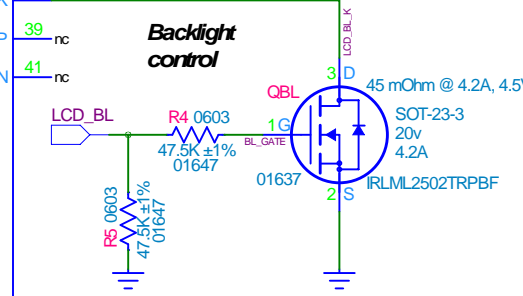 K
Backlight
control
LCD_BL_K
P
39
nc
N
41
nc
3
D
45 mOhm @ 4.2A, 4.5V
QBL
SOT-23-3
20v
4.2A
LCD_BL
R4 0603
1
G
BL_GATE
47.5K ±1%
01647
01637
IRLML2502TRPBF
2
S
R5 0603
47.5K ±1%
01647